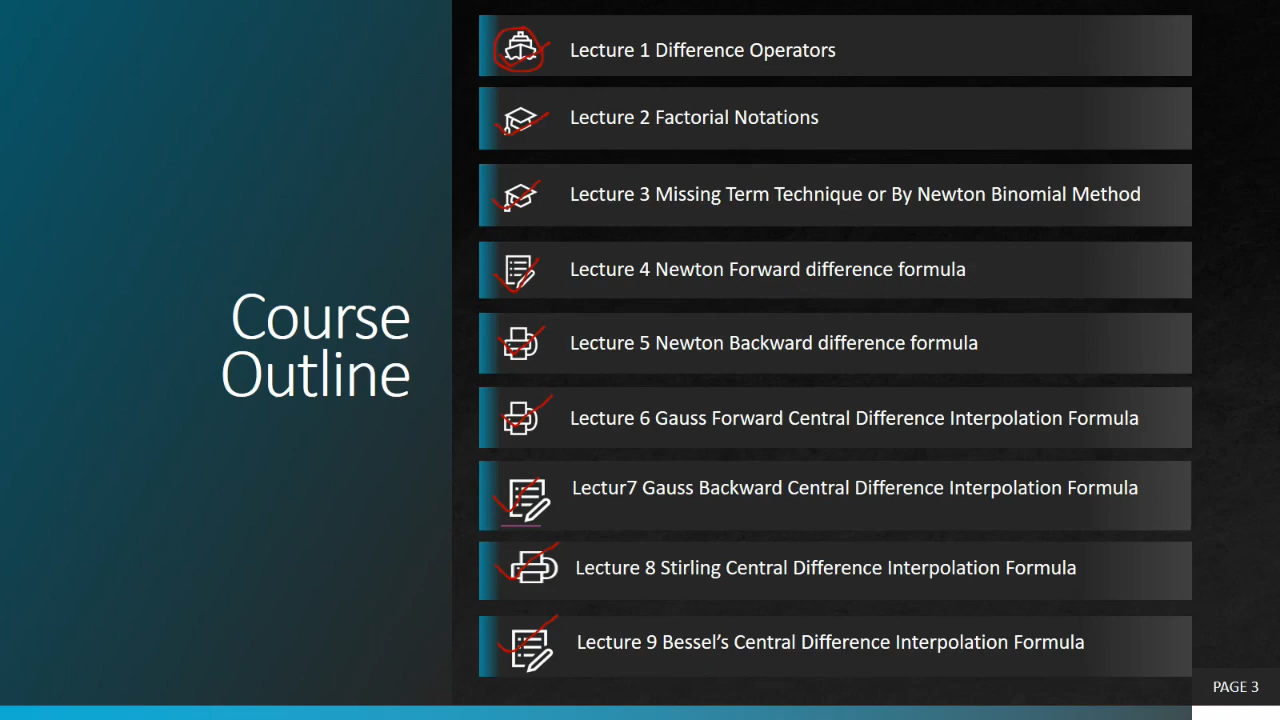 Course
Outline
Lecture 1 Difference Operators
Lecture 2 Factorial Notations
Lecture 3 Missing Term Technique or By Newton Binomial Method
Lecture 4 Newton Forward difference formula
Lecture 5 Newton Backward difference formula
Lecture 6 Gauss Forward Central Difference Interpolation Formula
Lectur7 Gauss Backward Central Difference Interpolation Formula
Lecture 8 Stirling Central Difference Interpolation Formula
Lecture 9 Bessel’s Central Difference Interpolation Formula
PAGE 3